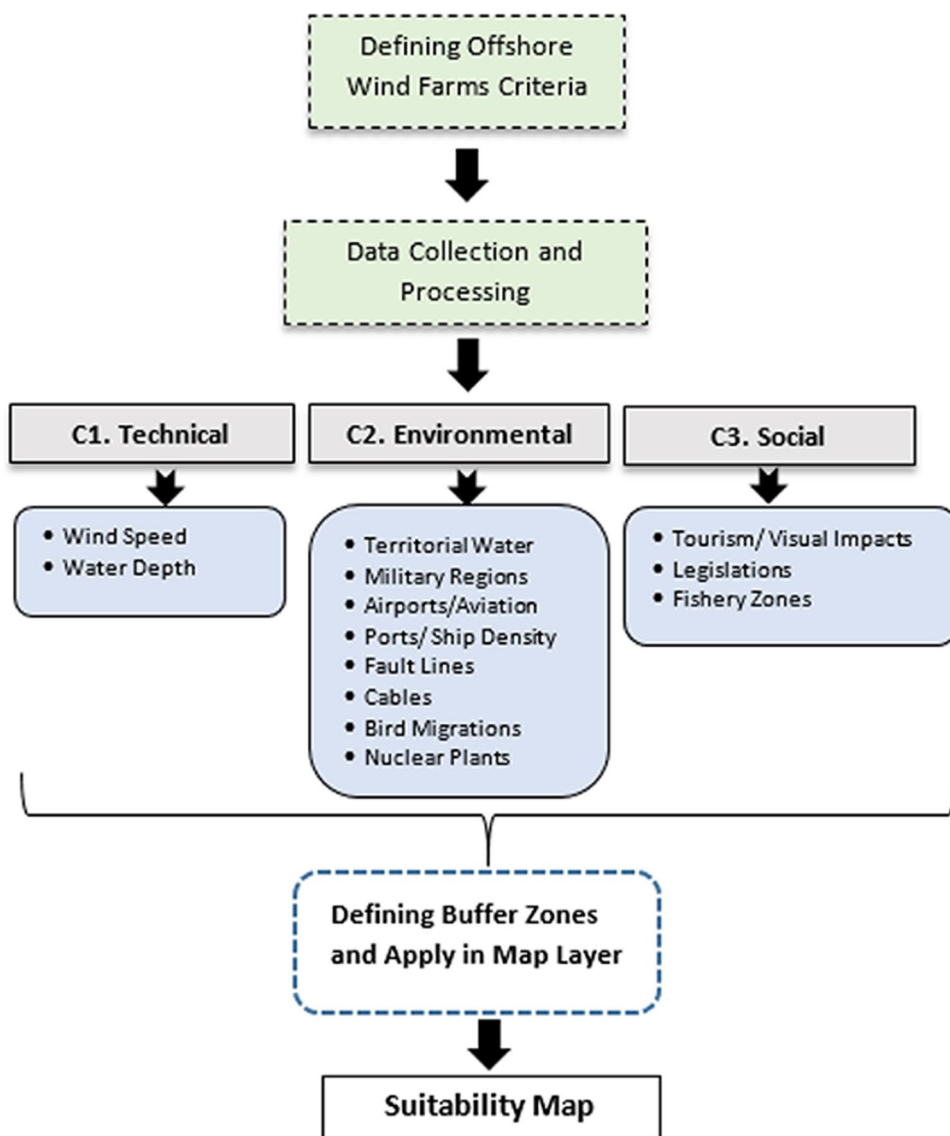 Defining Offshore
Wind Farms Criteria
Data Collection and
Processing
C1. Technical
C2. Environmental
C3. Social
• Wind Speed
• Water Depth
• Territorial Water
• Military Regions
• Airports/Aviation
• Ports/ Ship Density
• Fault Lines
• Cables
• Bird Migrations
• Nuclear Plants
• Tourism/ Visual Impacts
• Legislations
• Fishery Zones
Defining Buffer Zones
and Apply in Map Layer
Suitability Map